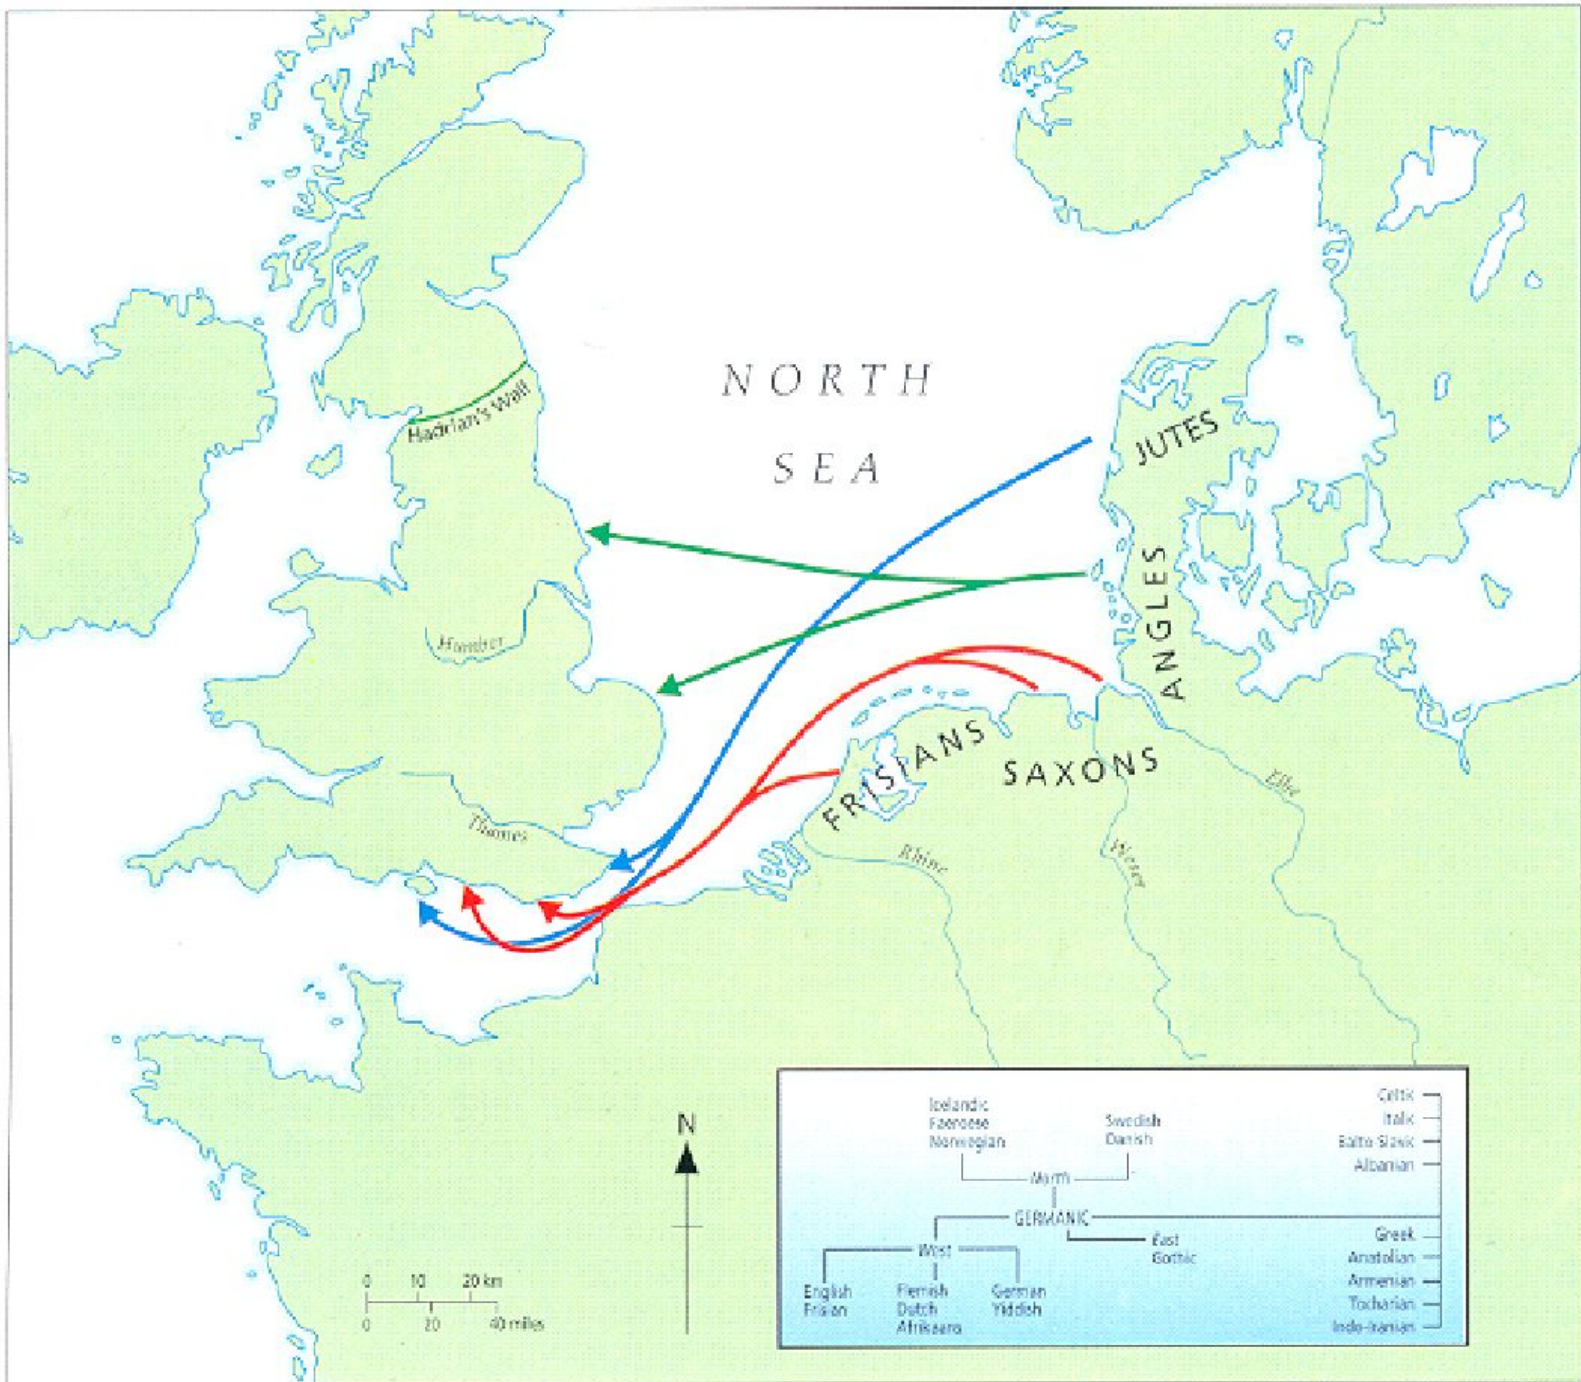 NORTH
SEA
Hadrian's Wall
JUTES
ANGLES
Humber
FRISIANS
SAXONS
Elbe
Thames
Rhine
Weser
N
0 10 20 km
0 20 40 miles
Icelandic
Faeroese
Norwegian
Swedish
Danish
North
GERMANIC
West
East
Gothic
English
Frisian
Flemish
Dutch
Afrikaans
German
Yiddish
Celtic
Italic
Balto Slavic
Albanian
Greek
Anatolian
Armenian
Tocharian
Indo-Iranian